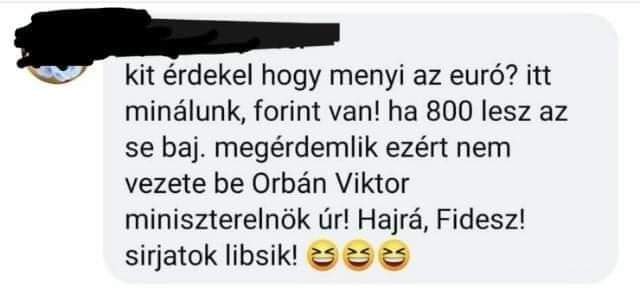 kit érdekel hogy menyi az euró? itt
minálunk, forint van! ha 800 lesz az
se baj. megérdemlik ezért nem
vezete be Orbán Viktor
miniszterelnök úr! Hajrá, Fidesz!
sirjatok libsik! 😆😆😆